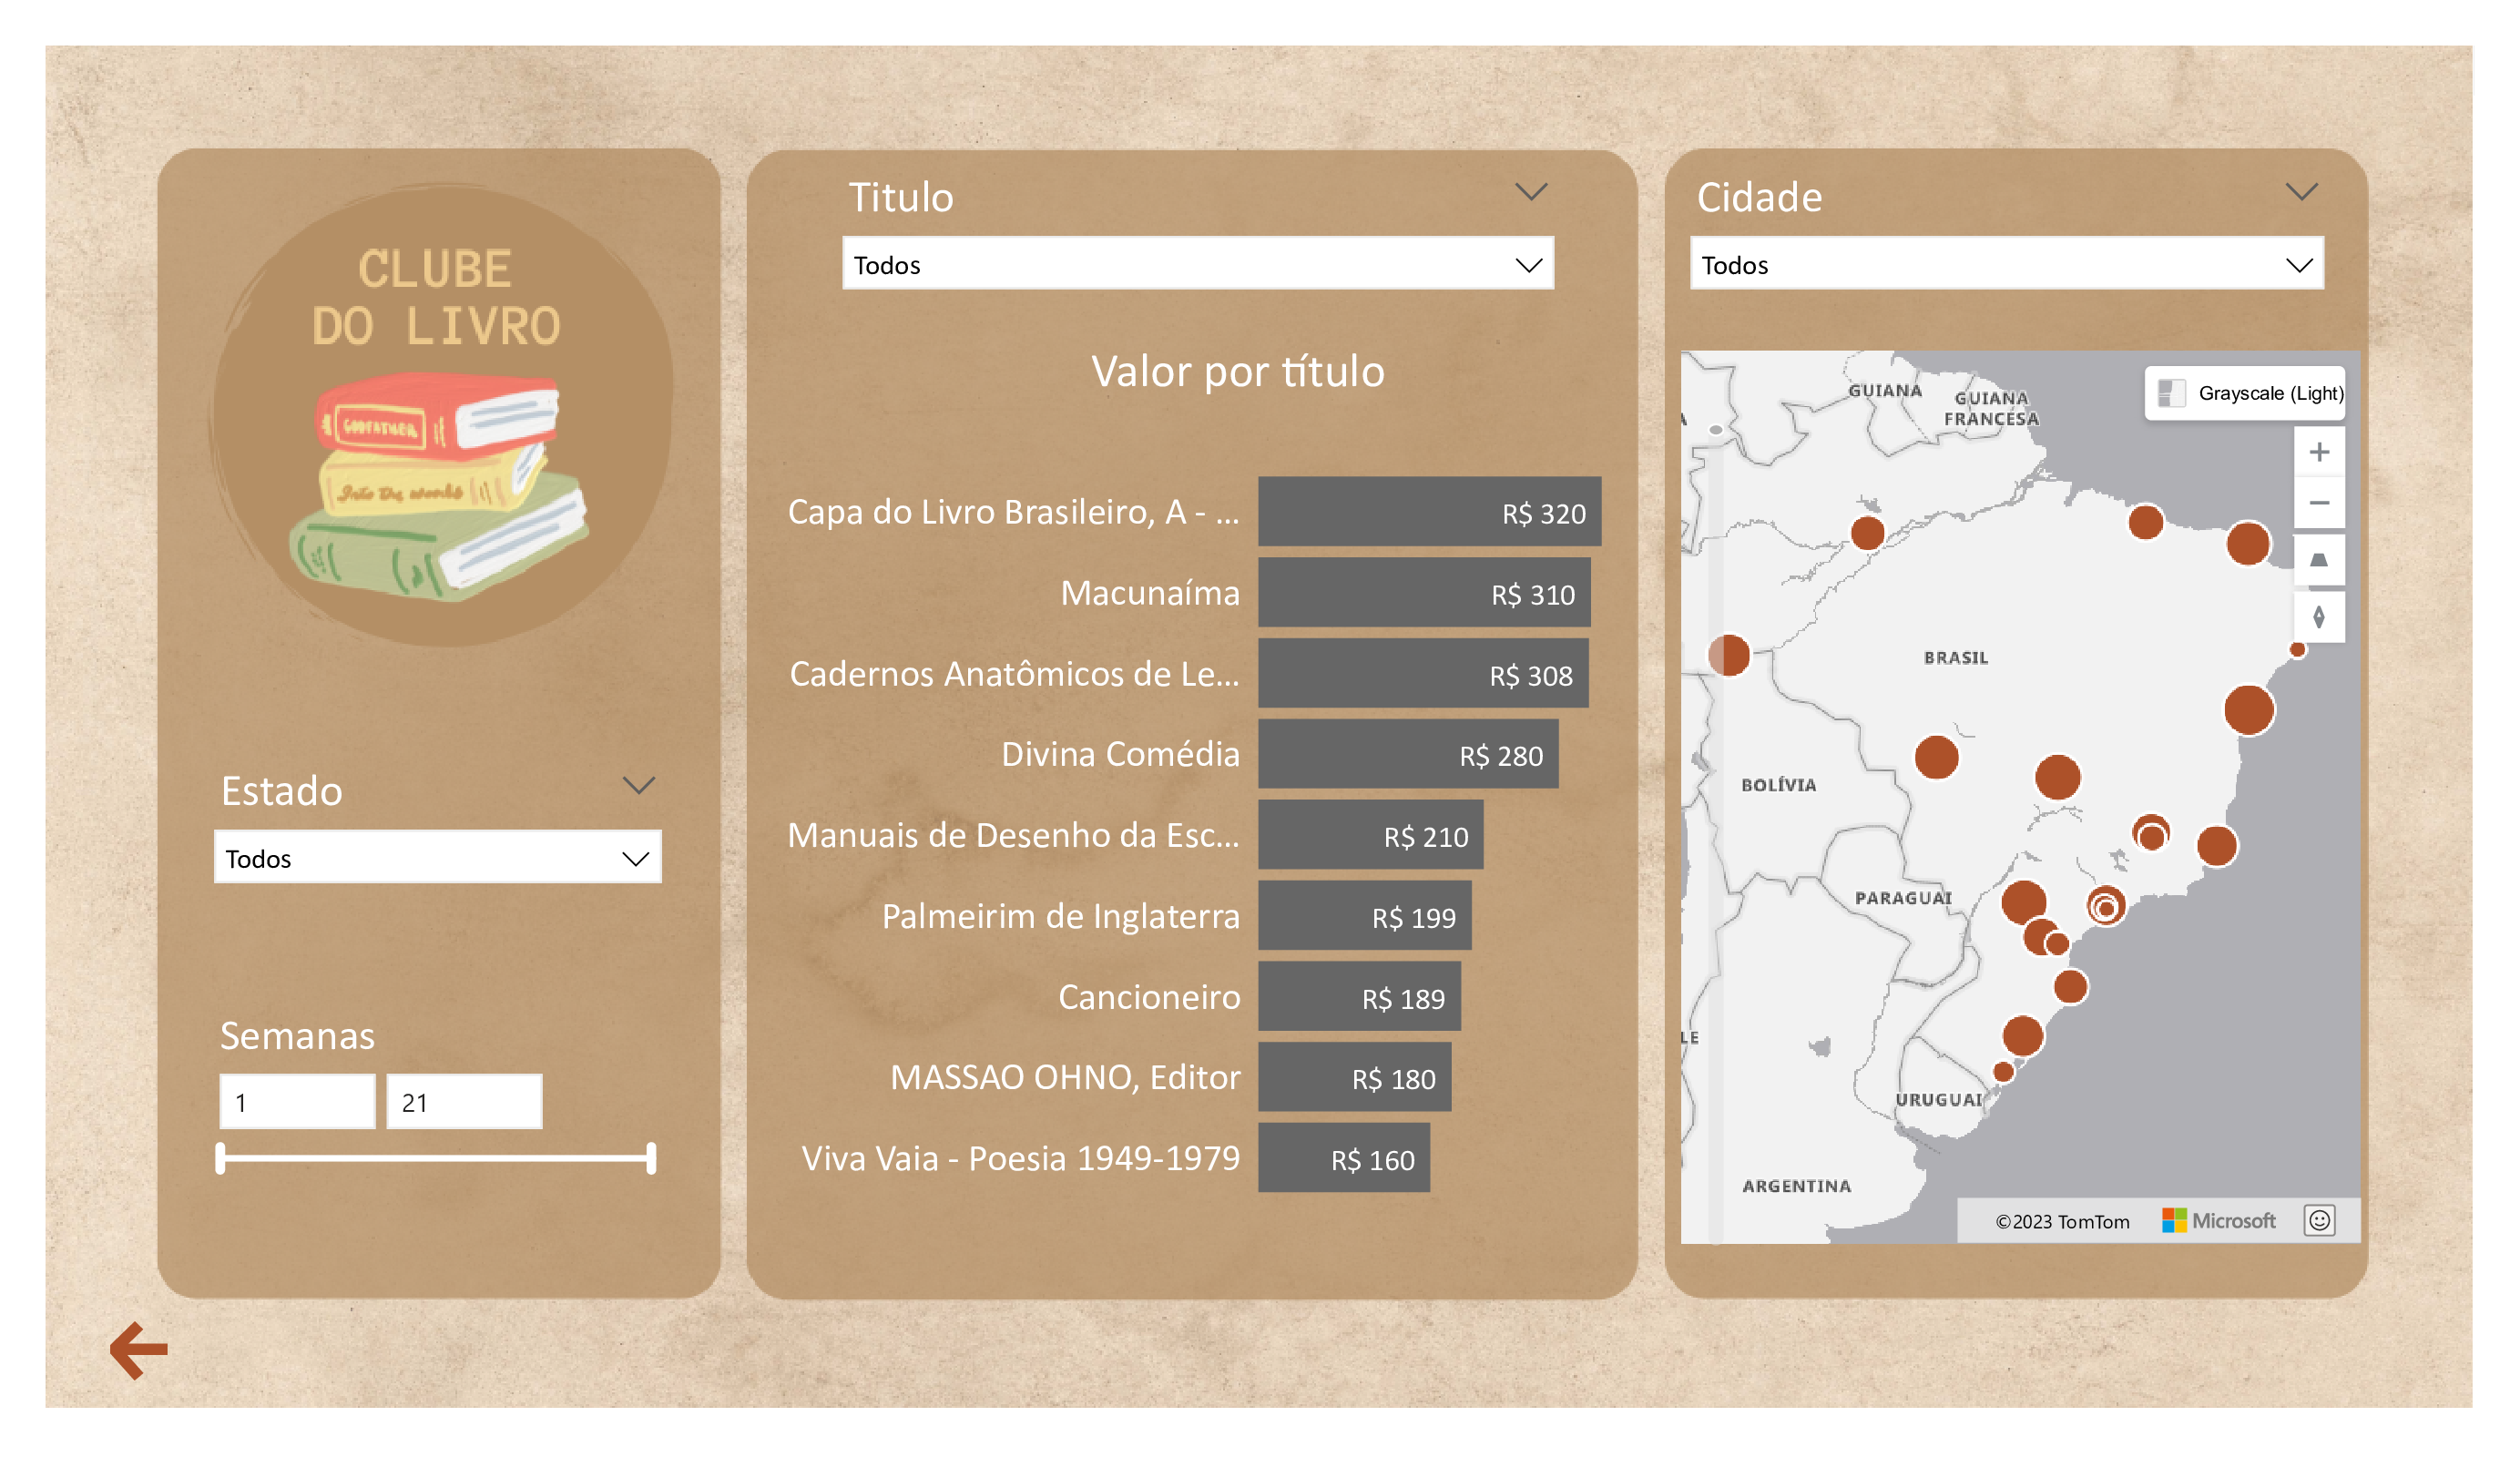 CLUBE
DO LIVRO
GODFATHER
Into the woods
Estado
Todos
Semanas
1
21
Titulo
Todos
Valor por título
Capa do Livro Brasileiro, A - ...
R$ 320
Macunaíma
R$ 310
Cadernos Anatômicos de Le...
R$ 308
Divina Comédia
R$ 280
Manuais de Desenho da Esc...
R$ 210
Palmeirim de Inglaterra
R$ 199
Cancioneiro
R$ 189
MASSAO OHNO, Editor
R$ 180
Viva Vaia - Poesia 1949-1979
R$ 160
Cidade
Todos
Grayscale (Light)
GUIANA
GUIANA
FRANCESA
A
BRASIL
BOLÍVIA
PARAGUAI
LE
URUGUAI
ARGENTINA
©2023 TomTom
Microsoft